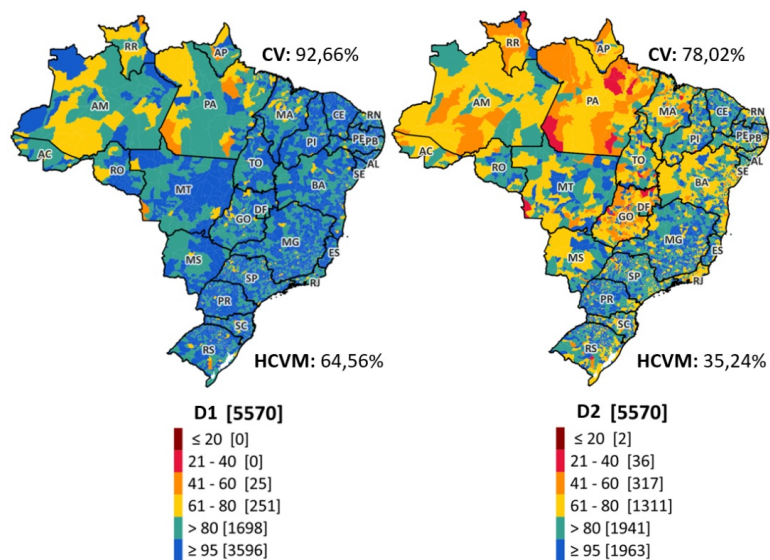 CV: 92,66%
RR
AP
AM
PA
MA
CE
RN
PB
PE
PI
AL
SE
AC
RO
TO
BA
MT
GO
DF
MG
ES
MS
SP
RJ
PR
SC
RS
HCVM: 64,56%
D1 [5570]
≤ 20 [0]
21 - 40 [0]
41 - 60 [25]
61 - 80 [251]
> 80 [1698]
≥ 95 [3596]
CV: 78,02%
RR
AP
AM
PA
MA
CE
RN
PB
PE
PI
AL
SE
AC
RO
TO
BA
MT
GO
DF
MG
ES
MS
SP
RJ
PR
SC
RS
HCVM: 35,24%
D2 [5570]
≤ 20 [2]
21 - 40 [36]
41 - 60 [317]
61 - 80 [1311]
> 80 [1941]
≥ 95 [1963]